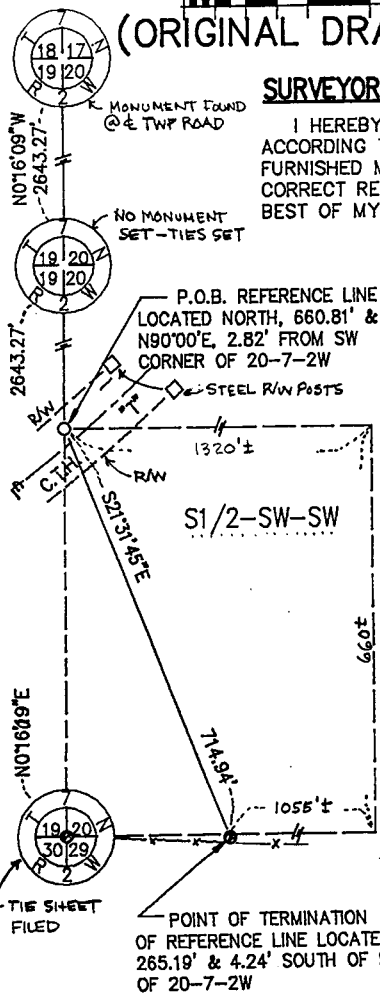 (ORIGINAL DRA
T 7 N
18 17
19 20
R 2 W
MONUMENT FOUND
@ ℄ TWP ROAD
SURVEYOR
I HEREBY
ACCORDING T
FURNISHED M
CORRECT RE
BEST OF MY
N0°16'09"W
2643.27'
T 7 N
19 20
19 20
R 2 W
NO MONUMENT
SET-TIES SET
2643.27'
P.O.B. REFERENCE LINE
LOCATED NORTH, 660.81' &
N90°00'E, 2.82' FROM SW
CORNER OF 20-7-2W
STEEL R/W POSTS
R/W
"T"
C.T.H.
R/W
1320'±
S21°31'45"E
S1/2-SW-SW
660±
N0°16'09"E
714.94'
1055'±
T 7 N
19 20
30 29
R 2 W
x x
TIE SHEET
FILED
POINT OF TERMINATION
OF REFERENCE LINE LOCATE
265.19' & 4.24' SOUTH OF S
OF 20-7-2W